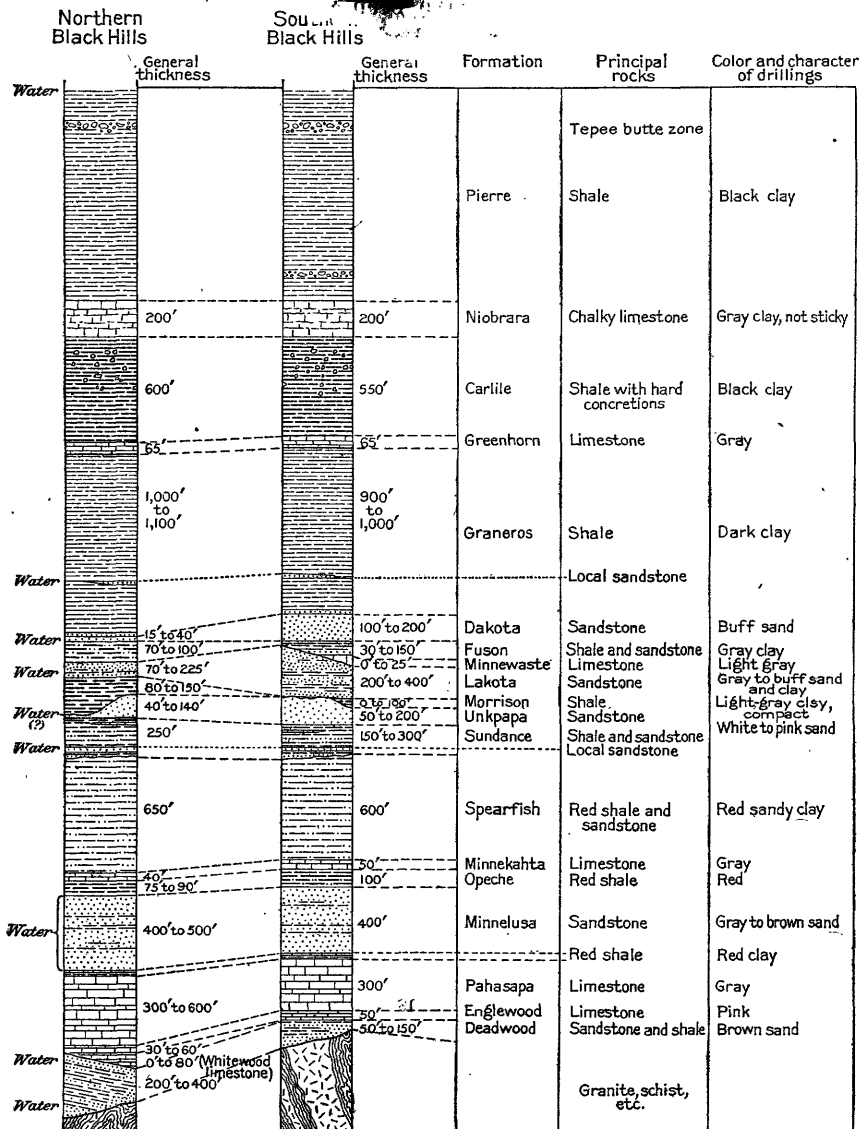 Northern
Black Hills
Black Hills
General
thickness
General
thickness
Formation
Principal
rocks
Color and character
of drillings
Water
Tepee butte zone
Pierre
Shale
Black clay
200'
200'
Niobrara
Chalky limestone
Gray clay, not sticky
600'
550'
Carlile
Shale with hard
concretions
Black clay
65'
65'
Greenhorn
Limestone
Gray
1,000'
to
1,100'
900'
to
1,000'
Graneros
Shale
Dark clay
Water
Local sandstone
Water
15' to 40'
100' to 200'
Dakota
Sandstone
Buff sand
70' to 100'
30' to 150'
Fuson
Shale and sandstone
Gray clay
Water
70' to 225'
0' to 25'
Minnewaste
Limestone
Light gray
80' to 150'
200' to 400'
Lakota
Sandstone
Gray to buff sand
and clay
40' to 140'
Morrison
Shale
Light-gray clay,
compact
Water
(?)
50' to 200'
Unkpapa
Sandstone
White to pink sand
250'
150' to 300'
Sundance
Shale and sandstone
Water
Local sandstone
650'
600'
Spearfish
Red shale and
sandstone
Red sandy clay
40'
50'
Minnekahta
Limestone
Gray
75' to 90'
100'
Opeche
Red shale
Red
Water
400' to 500'
400'
Minnelusa
Sandstone
Gray to brown sand
Red shale
Red clay
300' to 600'
300'
Pahasapa
Limestone
Gray
50'
Englewood
Limestone
Pink
30' to 60'
50' to 150'
Deadwood
Sandstone and shale
Brown sand
Water
0' to 80' (Whitewood
limestone)
200' to 400'
Water
Granite, schist,
etc.